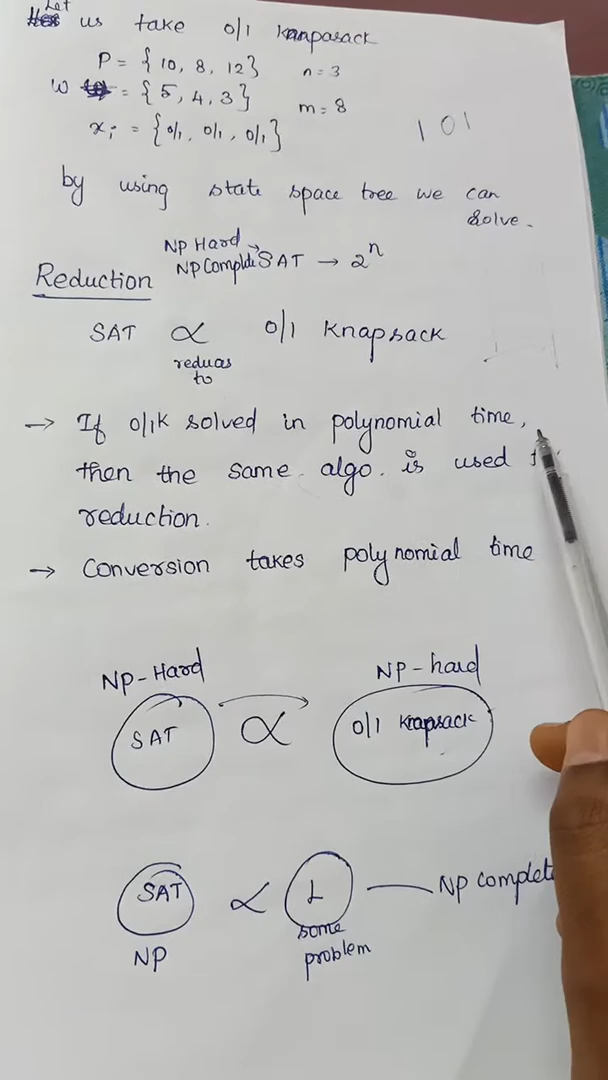 Let
us take 0/1 knapasack
P = { 10, 8, 12 } n = 3
w = { 5, 4, 3 } m = 8
xi = { 0/1, 0/1, 0/1 } 1 0 1
by using state space tree we can
solve.
NP Hard →
Reduction NP Complete SAT → 2ⁿ
SAT ∝ 0/1 Knapsack
reduces
to
→ If 0/1K solved in polynomial time,
then the same algo. is used
reduction.
→ Conversion takes polynomial time
NP-Hard NP-hard
SAT ∝ 0/1 knapsack
SAT ∝ L — NP complete
some
NP problem